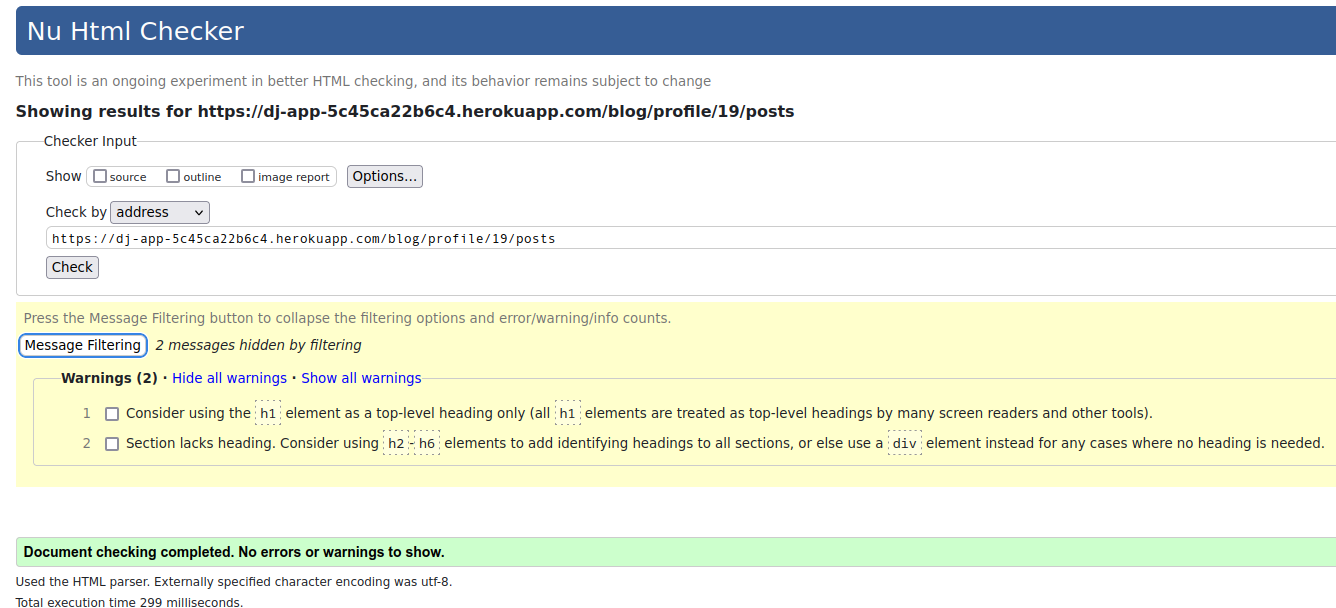 Nu Html Checker
This tool is an ongoing experiment in better HTML checking, and its behavior remains subject to change
Showing results for https://dj-app-5c45ca22b6c4.herokuapp.com/blog/profile/19/posts
Checker Input
Show source outline image report Options...
Check by address
https://dj-app-5c45ca22b6c4.herokuapp.com/blog/profile/19/posts
Check
Press the Message Filtering button to collapse the filtering options and error/warning/info counts.
Message Filtering 2 messages hidden by filtering
Warnings (2) · Hide all warnings · Show all warnings
1 Consider using the h1 element as a top-level heading only (all h1 elements are treated as top-level headings by many screen readers and other tools).
2 Section lacks heading. Consider using h2-h6 elements to add identifying headings to all sections, or else use a div element instead for any cases where no heading is needed.
Document checking completed. No errors or warnings to show.
Used the HTML parser. Externally specified character encoding was utf-8.
Total execution time 299 milliseconds.